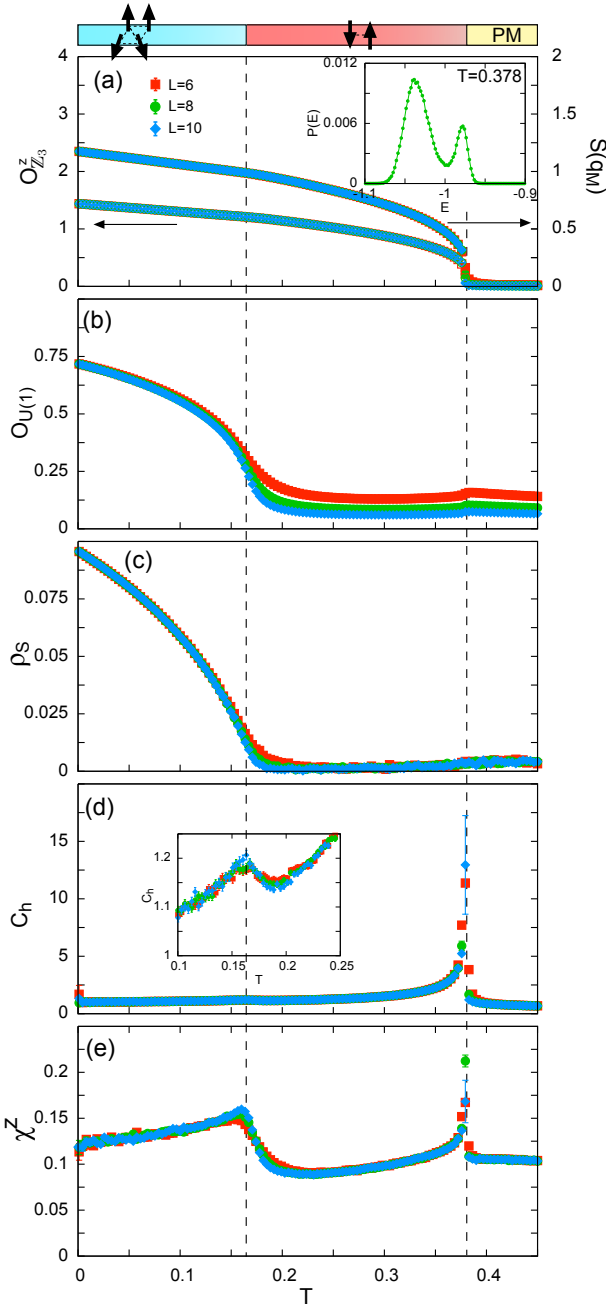 PM
(a)
L=6
L=8
L=10
4
3
2
1
0
O^z_{ℤ_3}
2
1.5
1
0.5
0
S(q_M)
T=0.378
0.012
0.006
0
P(E)
-1.1
-1
-0.9
E
(b)
0.75
0.5
0.25
0
O_{U(1)}
(c)
0.075
0.05
0.025
0
ρ_S
(d)
15
10
5
0
C_h
1.2
1.1
1
C_h
0.1
0.15
0.2
0.25
T
(e)
0.2
0.15
0.1
0.05
0
χ^z
0
0.1
0.2
0.3
0.4
T